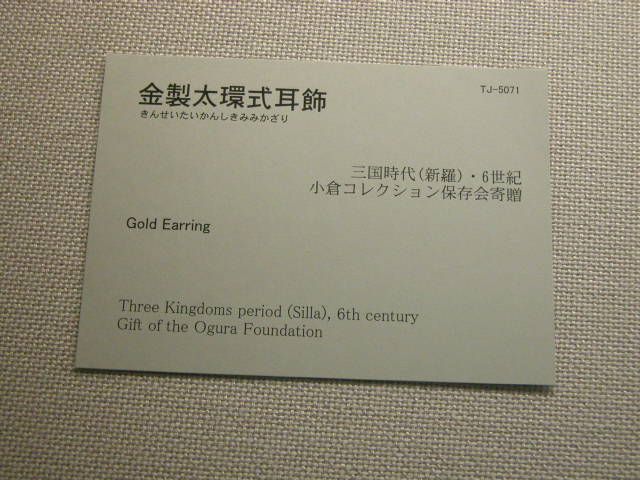 金製太環式耳飾
きんせいたいかんしきみみかざり
TJ-5071
三国時代(新羅)・6世紀
小倉コレクション保存会寄贈
Gold Earring
Three Kingdoms period (Silla), 6th century
Gift of the Ogura Foundation